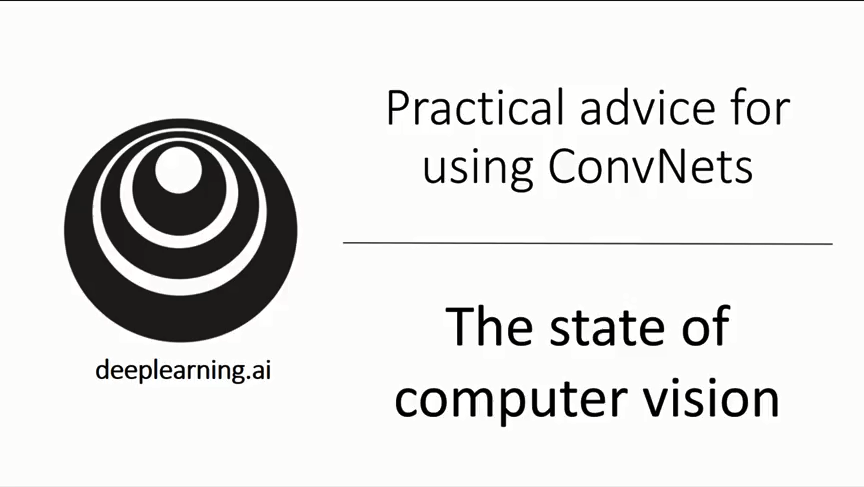 Practical advice for
using ConvNets
The state of
computer vision
deeplearning.ai